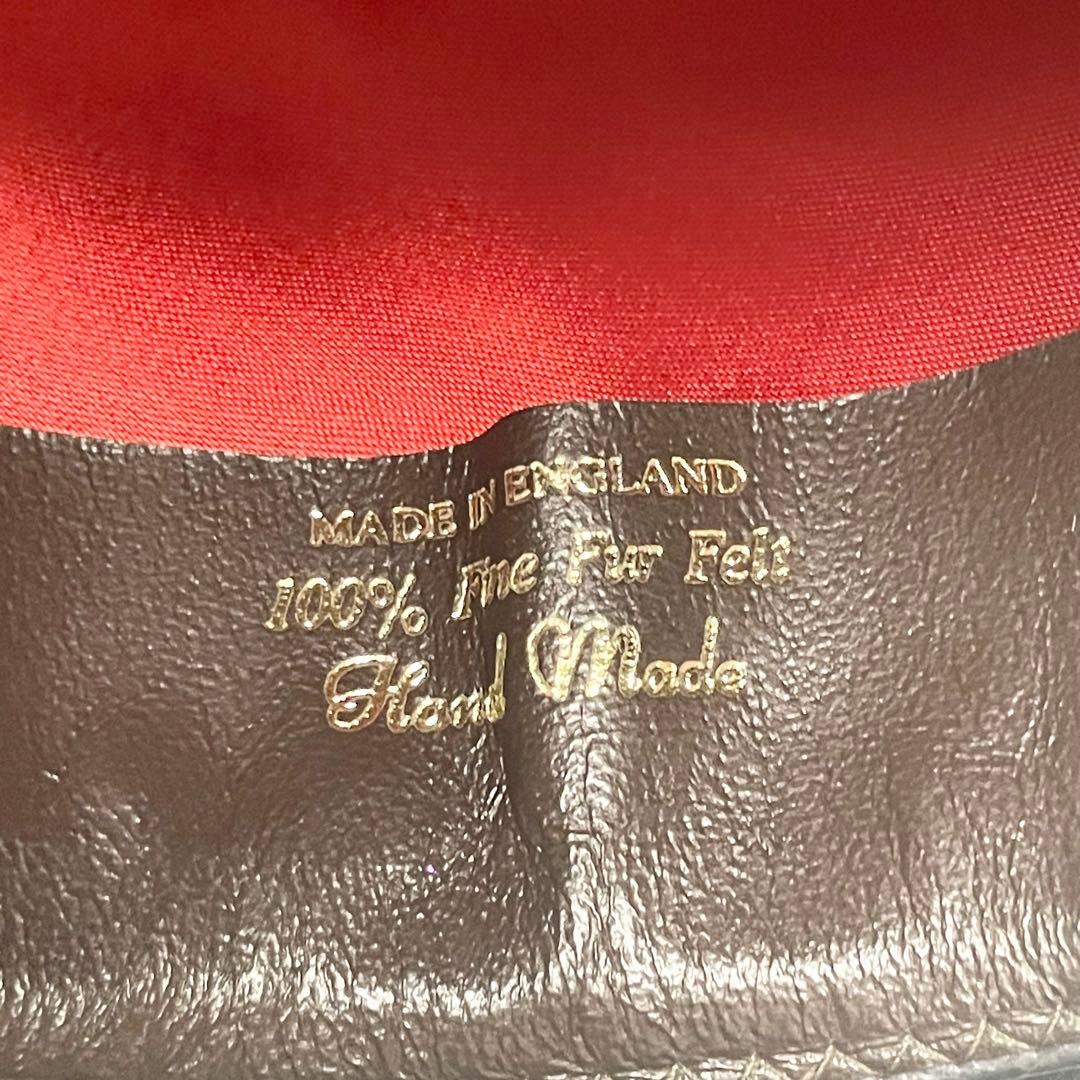 MADE IN ENGLAND
100% Fine Fur Felt
Hand Made